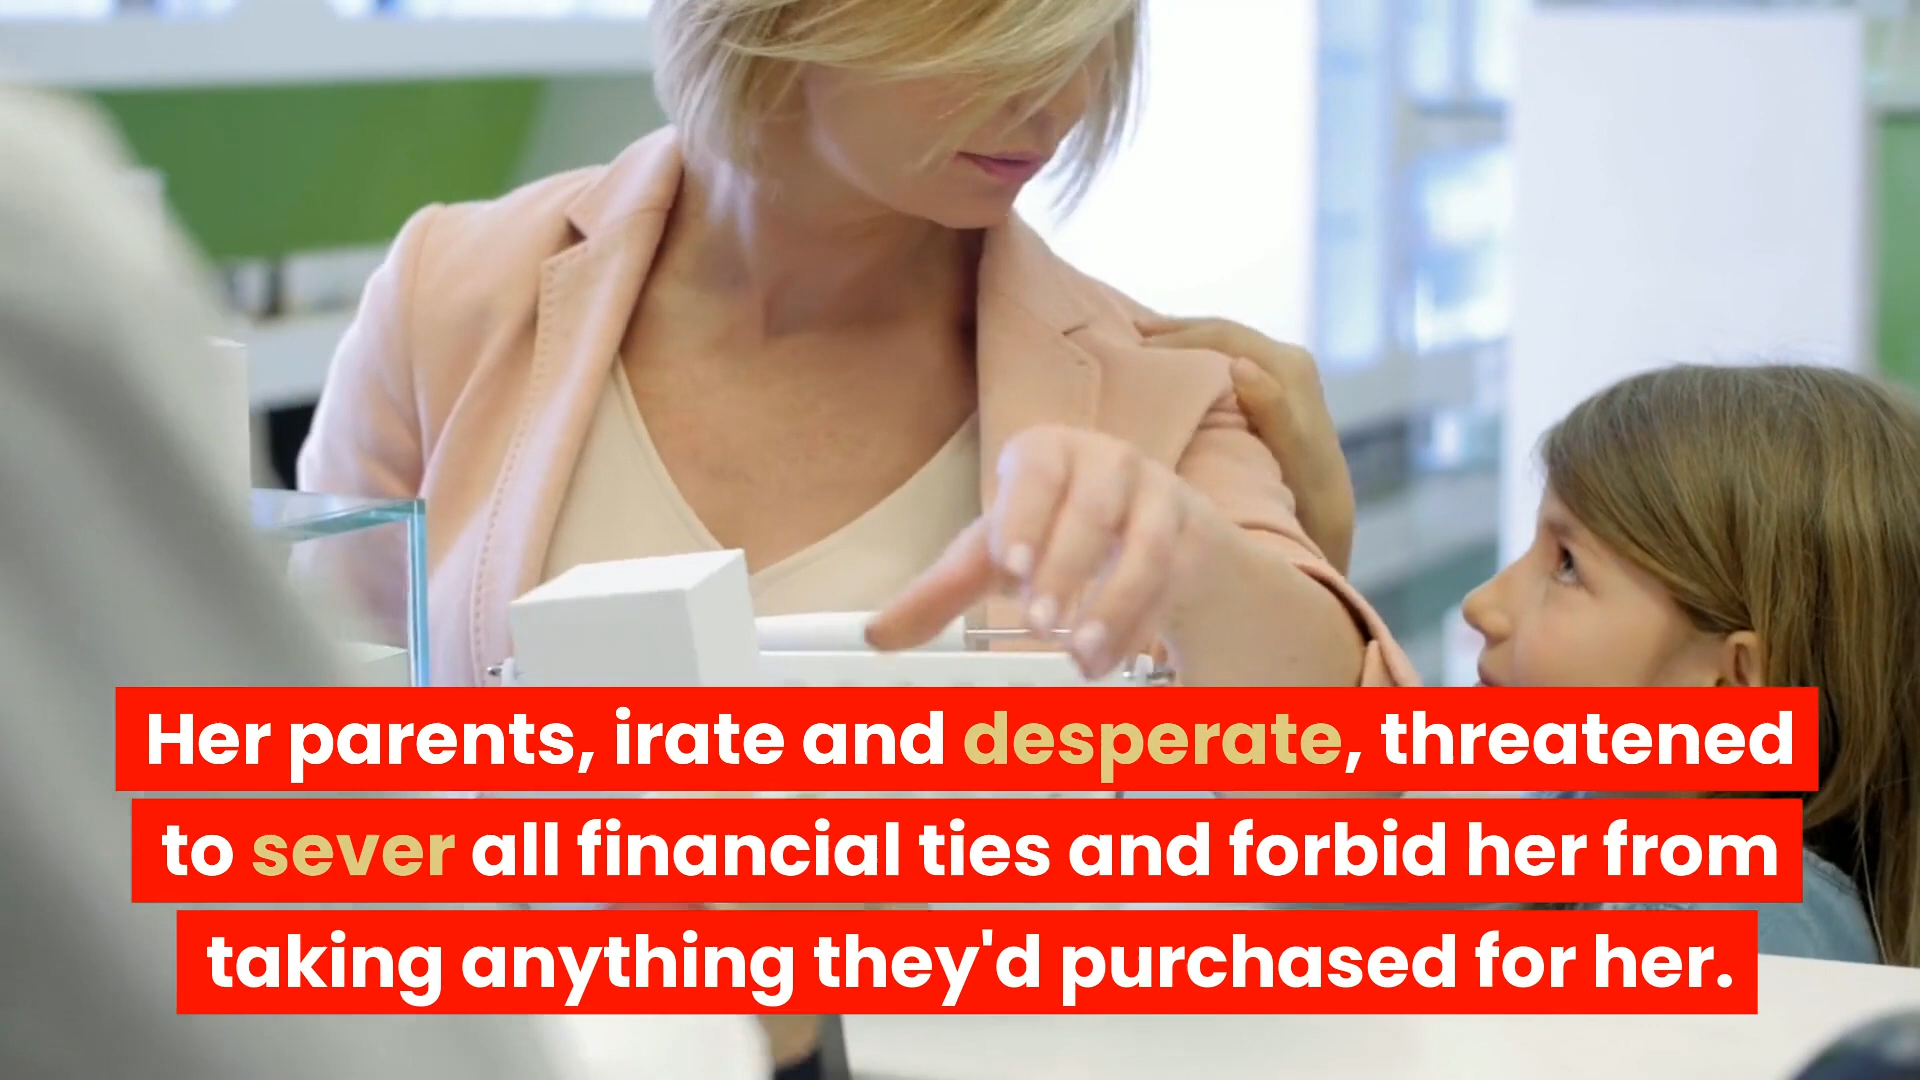 Her parents, irate and desperate, threatened
to sever all financial ties and forbid her from
taking anything they'd purchased for her.